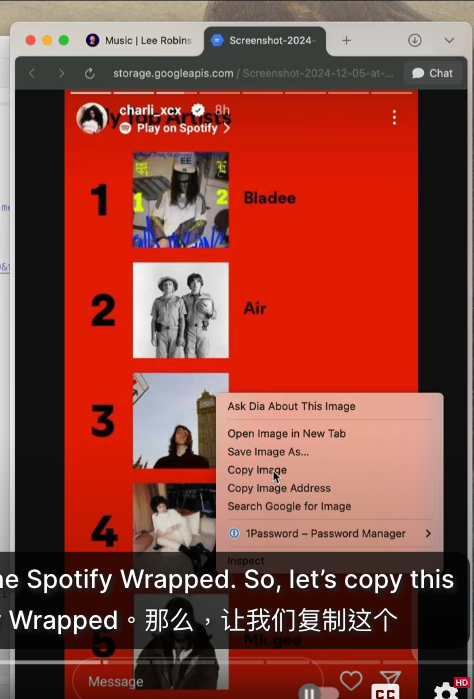 Music | Lee Robins
Screenshot-2024-
storage.googleapis.com / Screenshot-2024-12-05-at-...
Chat
My Top Artists
charli_xcx 8h
Play on Spotify
1
Bladee
2
Air
3
Ask Dia About This Image
Open Image in New Tab
Save Image As...
Copy Image
Copy Image Address
Search Google for Image
1Password – Password Manager
Inspect
4
ne Spotify Wrapped. So, let's copy this
Wrapped。那么，让我们复制这个
5
Mk.gee
Message
CC
HD